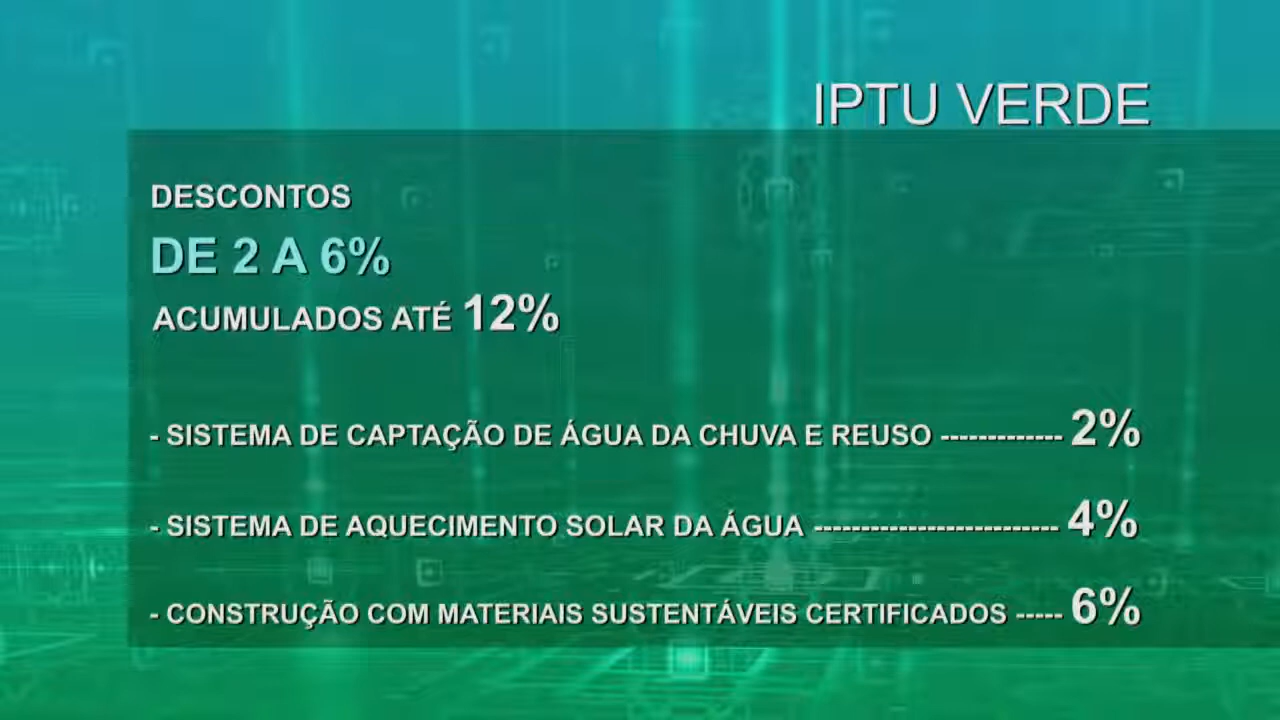 IPTU VERDE
DESCONTOS
DE 2 A 6%
ACUMULADOS ATÉ 12%
- SISTEMA DE CAPTAÇÃO DE ÁGUA DA CHUVA E REUSO ------------- 2%
- SISTEMA DE AQUECIMENTO SOLAR DA ÁGUA -------------------------- 4%
- CONSTRUÇÃO COM MATERIAIS SUSTENTÁVEIS CERTIFICADOS ----- 6%